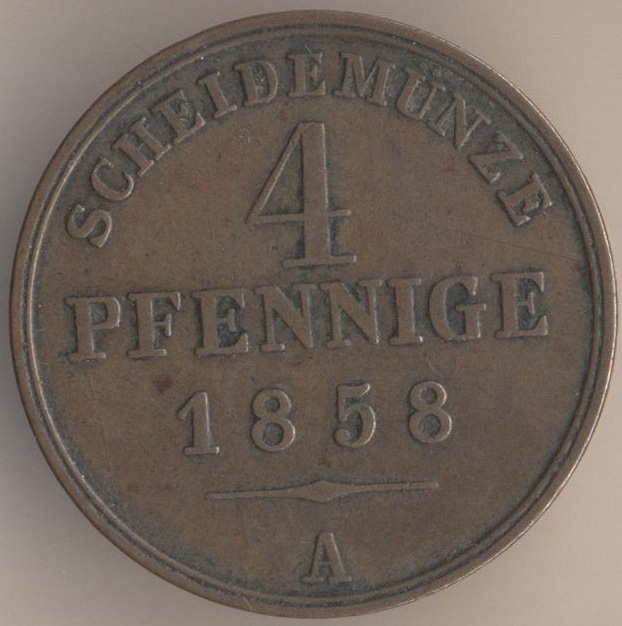 SCHEIDEMÜNZE
4
PFENNIGE
1858
A